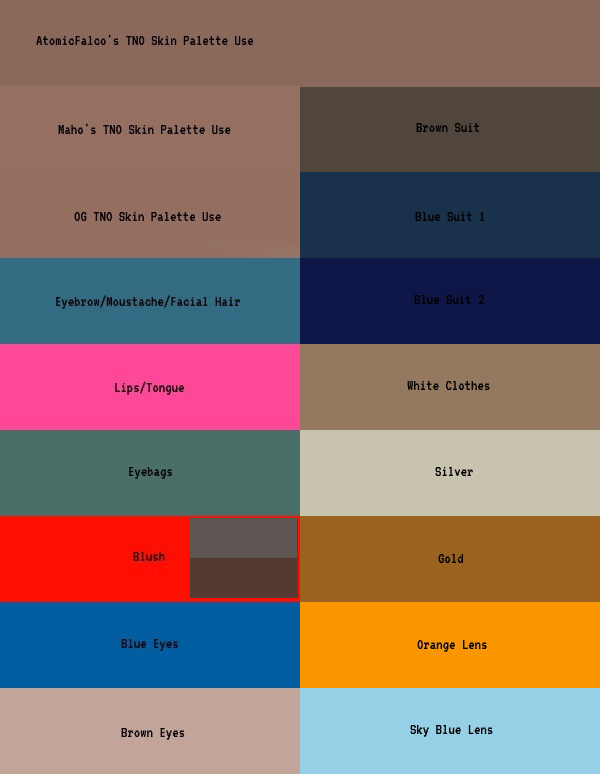 AtomicFalco's TNO Skin Palette Use
Maho's TNO Skin Palette Use
Brown Suit
OG TNO Skin Palette Use
Blue Suit 1
Eyebrow/Moustache/Facial Hair
Blue Suit 2
Lips/Tongue
White Clothes
Eyebags
Silver
Blush
Gold
Blue Eyes
Orange Lens
Brown Eyes
Sky Blue Lens